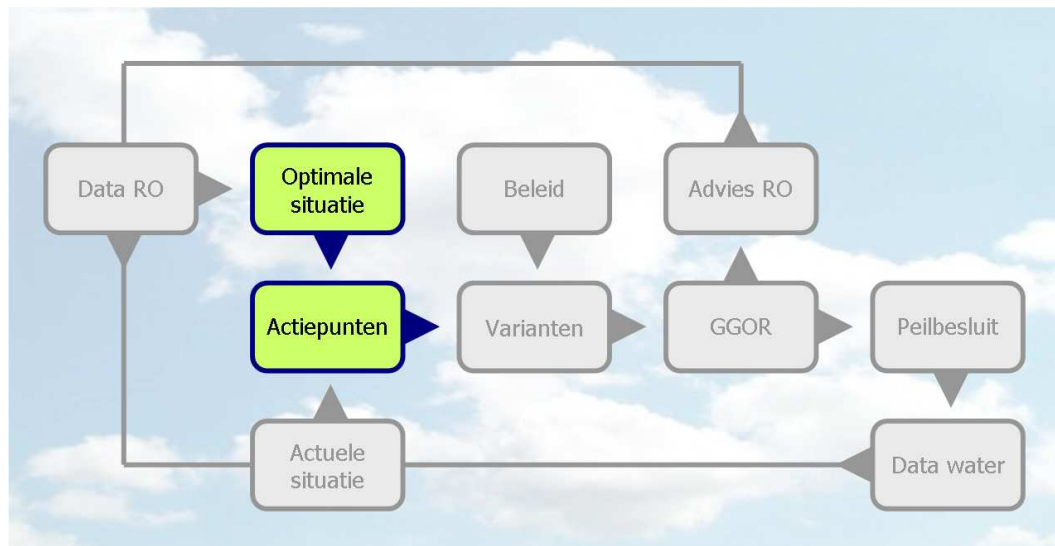 Data RO
Optimale
situatie
Beleid
Advies RO
Actiepunten
Varianten
GGOR
Peilbesluit
Actuele
situatie
Data water